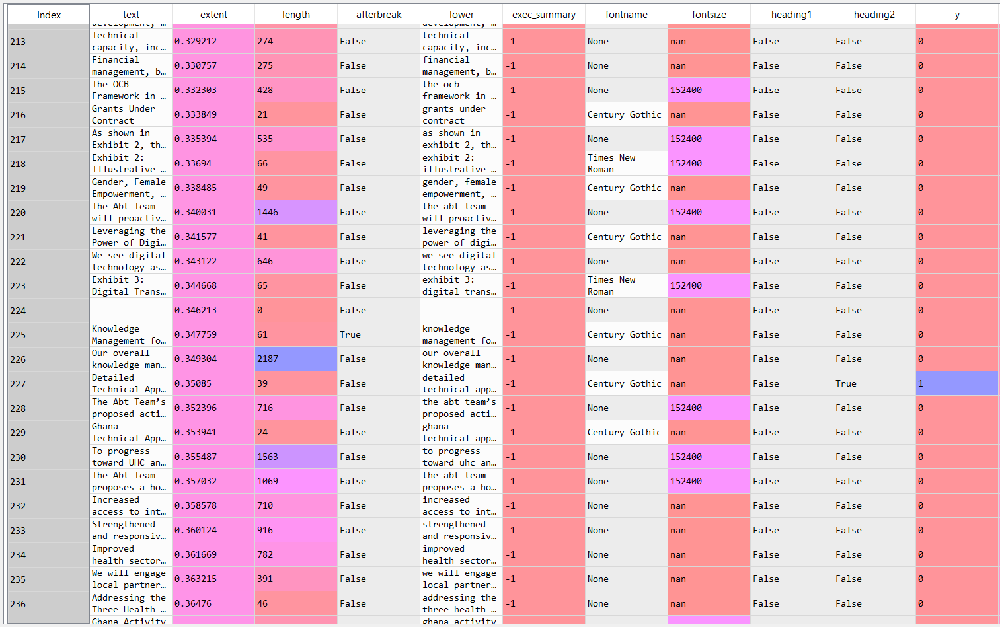 Index text extent length afterbreak lower exec_summary fontname fontsize heading1 heading2 y
development, … development, …
213 Technical capacity, inc… 0.329212 274 False technical capacity, inc… -1 None nan False False 0
214 Financial management, b… 0.330757 275 False financial management, b… -1 None nan False False 0
215 The OCB Framework in … 0.332303 428 False the ocb framework in … -1 None 152400 False False 0
216 Grants Under Contract 0.333849 21 False grants under contract -1 Century Gothic nan False False 0
217 As shown in Exhibit 2, th… 0.335394 535 False as shown in exhibit 2, th… -1 None 152400 False False 0
218 Exhibit 2: Illustrative … 0.33694 66 False exhibit 2: illustrative … -1 Times New Roman 152400 False False 0
219 Gender, Female Empowerment, … 0.338485 49 False gender, female empowerment, … -1 Century Gothic nan False False 0
220 The Abt Team will proactiv… 0.340031 1446 False the abt team will proactiv… -1 None 152400 False False 0
221 Leveraging the Power of Digi… 0.341577 41 False leveraging the power of digi… -1 Century Gothic nan False False 0
222 We see digital technology as… 0.343122 646 False we see digital technology as… -1 None nan False False 0
223 Exhibit 3: Digital Trans… 0.344668 65 False exhibit 3: digital trans… -1 Times New Roman 152400 False False 0
224 0.346213 0 False -1 None nan False False 0
225 Knowledge Management fo… 0.347759 61 True knowledge management fo… -1 Century Gothic nan False False 0
226 Our overall knowledge man… 0.349304 2187 False our overall knowledge man… -1 None nan False False 0
227 Detailed Technical App… 0.35085 39 False detailed technical app… -1 Century Gothic nan False True 1
228 The Abt Team’s proposed acti… 0.352396 716 False the abt team’s proposed acti… -1 None 152400 False False 0
229 Ghana Technical App… 0.353941 24 False ghana technical app… -1 Century Gothic nan False False 0
230 To progress toward UHC an… 0.355487 1563 False to progress toward uhc an… -1 None 152400 False False 0
231 The Abt Team proposes a ho… 0.357032 1069 False the abt team proposes a ho… -1 None 152400 False False 0
232 Increased access to int… 0.358578 710 False increased access to int… -1 None nan False False 0
233 Strengthened and responsiv… 0.360124 916 False strengthened and responsiv… -1 None nan False False 0
234 Improved health sector… 0.361669 782 False improved health sector… -1 None nan False False 0
235 We will engage local partner… 0.363215 391 False we will engage local partner… -1 None nan False False 0
236 Addressing the Three Health … 0.36476 46 False addressing the three health … -1 None nan False False 0
Ghana Activity ghana activity